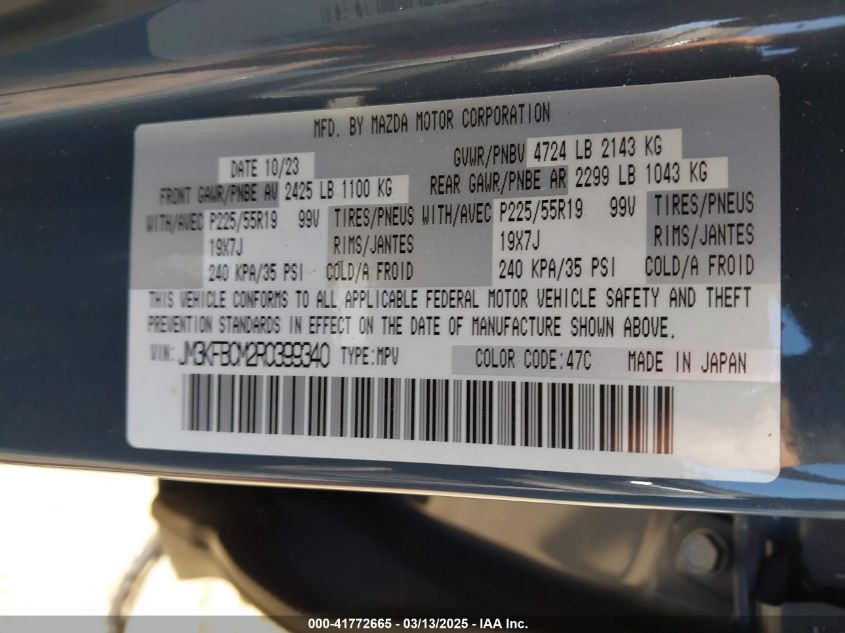 MFD. BY MAZDA MOTOR CORPORATION
DATE 10/23 GVWR/PNBV 4724 LB 2143 KG
FRONT GAWR/PNBE AV 2425 LB 1100 KG REAR GAWR/PNBE AR 2299 LB 1043 KG
WITH/AVEC P225/55R19 99V TIRES/PNEUS WITH/AVEC P225/55R19 99V TIRES/PNEUS
19X7J RIMS/JANTES 19X7J RIMS/JANTES
240 KPA/35 PSI COLD/A FROID 240 KPA/35 PSI COLD/A FROID
THIS VEHICLE CONFORMS TO ALL APPLICABLE FEDERAL MOTOR VEHICLE SAFETY AND THEFT
PREVENTION STANDARDS IN EFFECT ON THE DATE OF MANUFACTURE SHOWN ABOVE.
VIN: JM3KFBCM2R0399340 TYPE:MPV COLOR CODE:47C MADE IN JAPAN
000-41772665 - 03/13/2025 - IAA Inc.